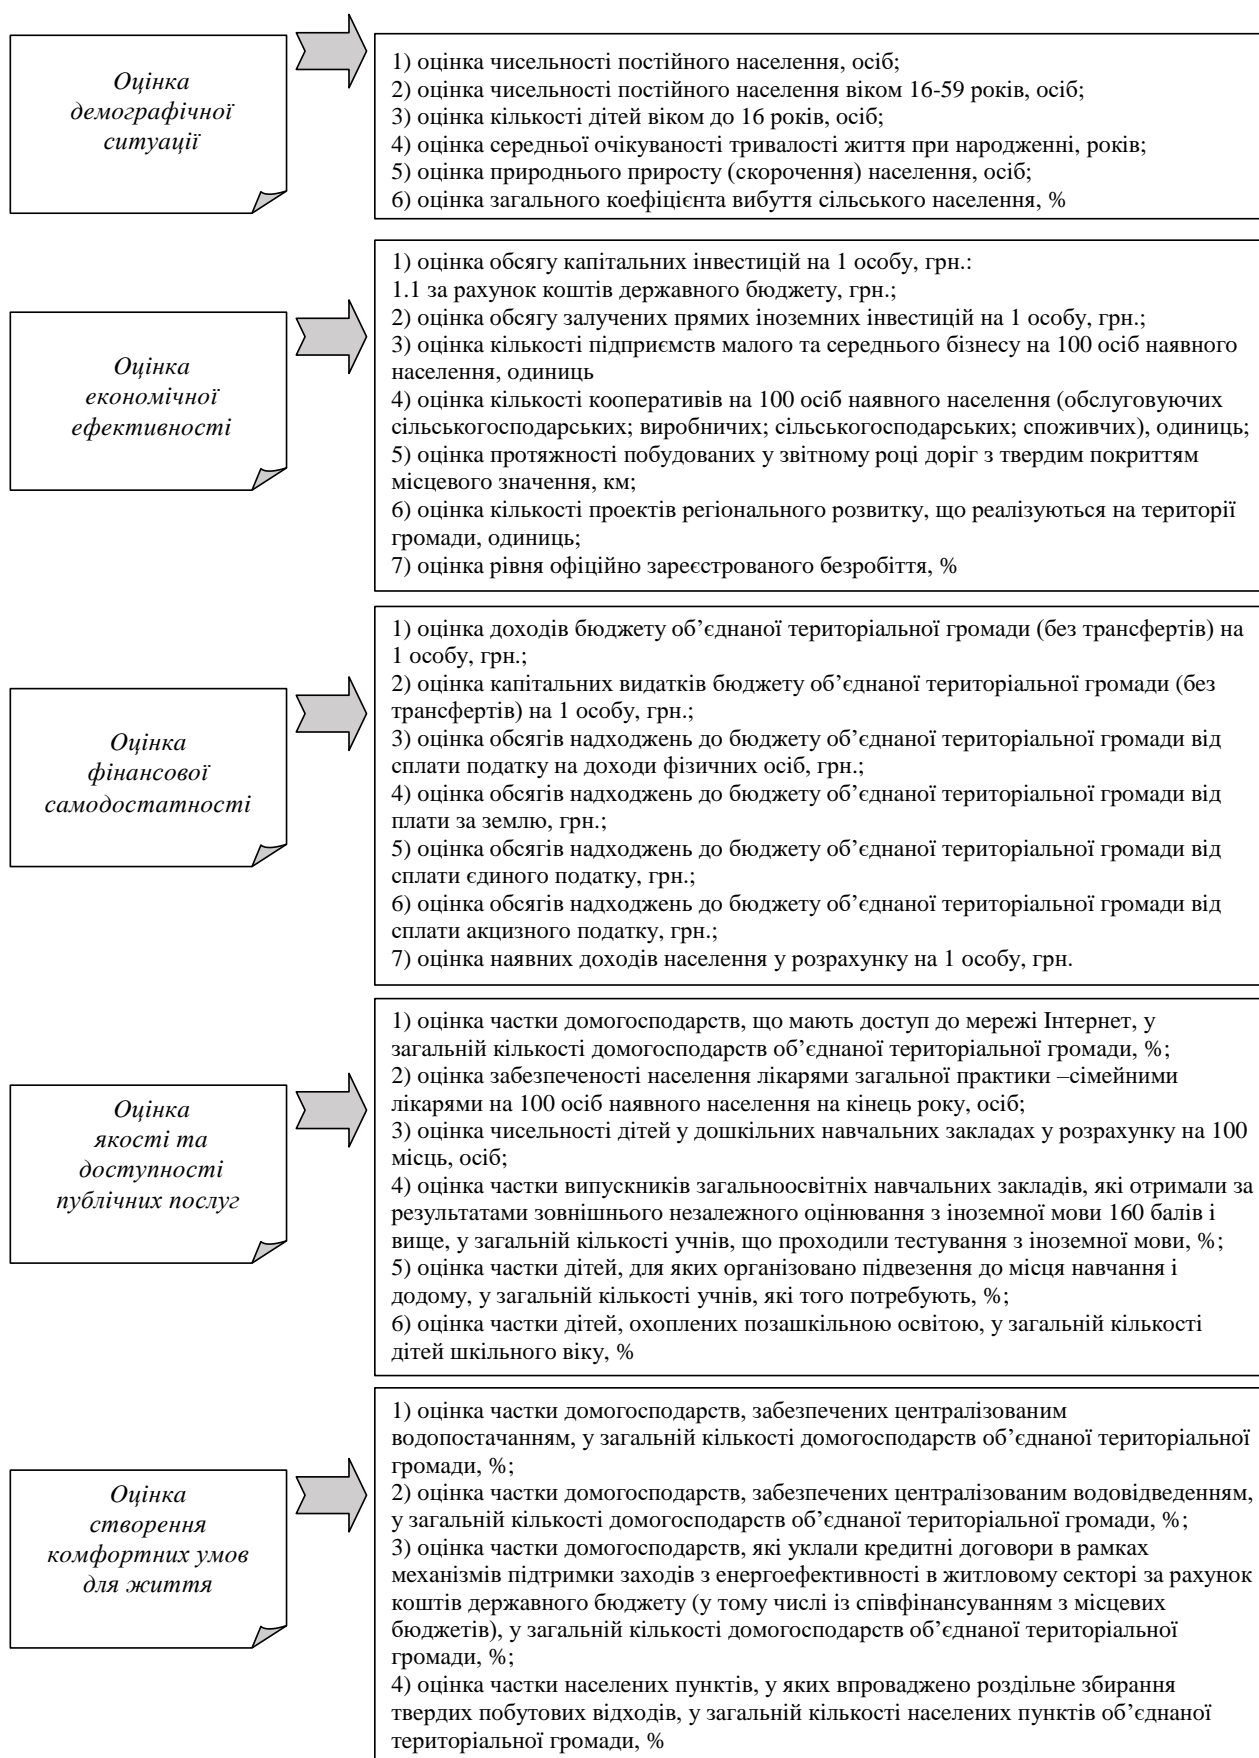 Оцінка
демографічної
ситуації
1) оцінка чисельності постійного населення, осіб;
2) оцінка чисельності постійного населення віком 16-59 років, осіб;
3) оцінка кількості дітей віком до 16 років, осіб;
4) оцінка середньої очікуваності тривалості життя при народженні, років;
5) оцінка природнього приросту (скорочення) населення, осіб;
6) оцінка загального коефіцієнта вибуття сільського населення, %
Оцінка
економічної
ефективності
1) оцінка обсягу капітальних інвестицій на 1 особу, грн.:
1.1 за рахунок коштів державного бюджету, грн.;
2) оцінка обсягу залучених прямих іноземних інвестицій на 1 особу, грн.;
3) оцінка кількості підприємств малого та середнього бізнесу на 100 осіб наявного
населення, одиниць
4) оцінка кількості кооперативів на 100 осіб наявного населення (обслуговуючих
сільськогосподарських; виробничих; сільськогосподарських; споживчих), одиниць;
5) оцінка протяжності побудованих у звітному році доріг з твердим покриттям
місцевого значення, км;
6) оцінка кількості проектів регіонального розвитку, що реалізуються на території
громади, одиниць;
7) оцінка рівня офіційно зареєстрованого безробіття, %
Оцінка
фінансової
самодостатності
1) оцінка доходів бюджету об’єднаної територіальної громади (без трансфертів) на
1 особу, грн.;
2) оцінка капітальних видатків бюджету об’єднаної територіальної громади (без
трансфертів) на 1 особу, грн.;
3) оцінка обсягів надходжень до бюджету об’єднаної територіальної громади від
сплати податку на доходи фізичних осіб, грн.;
4) оцінка обсягів надходжень до бюджету об’єднаної територіальної громади від
плати за землю, грн.;
5) оцінка обсягів надходжень до бюджету об’єднаної територіальної громади від
сплати єдиного податку, грн.;
6) оцінка обсягів надходжень до бюджету об’єднаної територіальної громади від
сплати акцизного податку, грн.;
7) оцінка наявних доходів населення у розрахунку на 1 особу, грн.
Оцінка
якості та
доступності
публічних послуг
1) оцінка частки домогосподарств, що мають доступ до мережі Інтернет, у
загальній кількості домогосподарств об’єднаної територіальної громади, %;
2) оцінка забезпеченості населення лікарями загальної практики –сімейними
лікарями на 100 осіб наявного населення на кінець року, осіб;
3) оцінка чисельності дітей у дошкільних навчальних закладах у розрахунку на 100
місць, осіб;
4) оцінка частки випускників загальноосвітніх навчальних закладів, які отримали за
результатами зовнішнього незалежного оцінювання з іноземної мови 160 балів і
вище, у загальній кількості учнів, що проходили тестування з іноземної мови, %;
5) оцінка частки дітей, для яких організовано підвезення до місця навчання і
додому, у загальній кількості учнів, які того потребують, %;
6) оцінка частки дітей, охоплених позашкільною освітою, у загальній кількості
дітей шкільного віку, %
Оцінка
створення
комфортних умов
для життя
1) оцінка частки домогосподарств, забезпечених централізованим
водопостачанням, у загальній кількості домогосподарств об’єднаної територіальної
громади, %;
2) оцінка частки домогосподарств, забезпечених централізованим водовідведенням,
у загальній кількості домогосподарств об’єднаної територіальної громади, %;
3) оцінка частки домогосподарств, які уклали кредитні договори в рамках
механізмів підтримки заходів з енергоефективності в житловому секторі за рахунок
коштів державного бюджету (у тому числі із співфінансуванням з місцевих
бюджетів), у загальній кількості домогосподарств об’єднаної територіальної
громади, %;
4) оцінка частки населених пунктів, у яких впроваджено роздільне збирання
твердих побутових відходів, у загальній кількості населених пунктів об’єднаної
територіальної громади, %